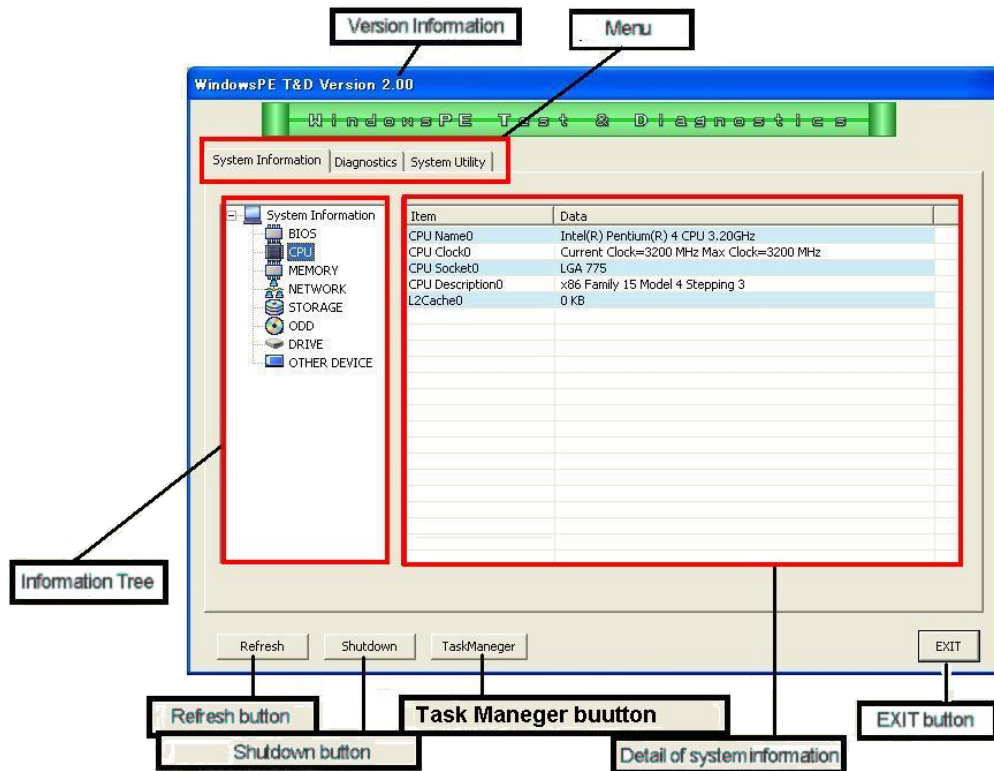 Version Information
Menu
WindowsPE T&D Version 2.00
WindowsPE Test & Diagnostics
System Information Diagnostics System Utility
System Information
BIOS
CPU
MEMORY
NETWORK
STORAGE
ODD
DRIVE
OTHER DEVICE
Item Data
CPU Name0 Intel(R) Pentium(R) 4 CPU 3.20GHz
CPU Clock0 Current Clock=3200 MHz Max Clock=3200 MHz
CPU Socket0 LGA 775
CPU Description0 x86 Family 15 Model 4 Stepping 3
L2Cache0 0 KB
Information Tree
Refresh Shutdown TaskManeger EXIT
Refresh button
Task Maneger buutton
EXIT button
Shutdown button
Detail of system information